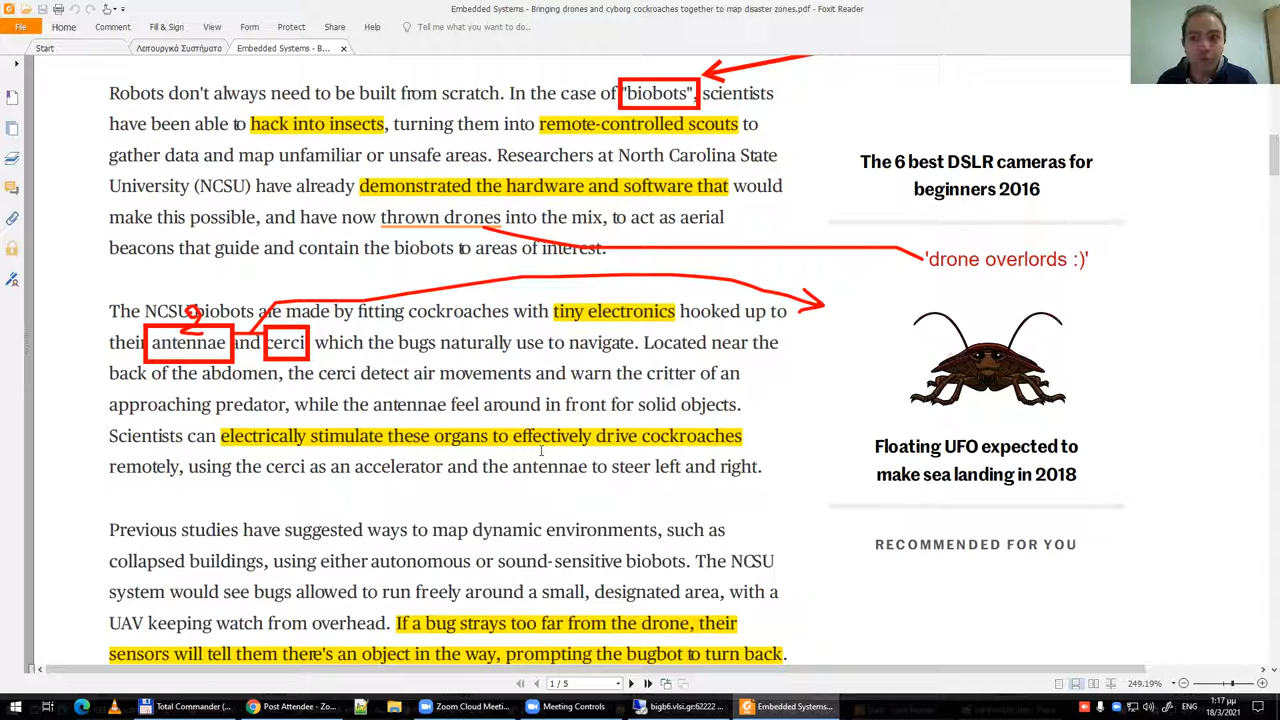 Embedded Systems - Bringing drones and cyborg cockroaches together to map disaster zones.pdf - Foxit Reader
File Home Comment View Form Protect Share Help Tell me what you want to do...
Start Λειτουργικά Συστήματα Embedded Systems - B...
Robots don't always need to be built from scratch. In the case of "biobots", scientists
have been able to hack into insects, turning them into remote-controlled scouts to
gather data and map unfamiliar or unsafe areas. Researchers at North Carolina State
University (NCSU) have already demonstrated the hardware and software that would
make this possible, and have now thrown drones into the mix, to act as aerial
beacons that guide and contain the biobots to areas of interest.
The NCSU biobots are made by fitting cockroaches with tiny electronics hooked up to
their antennae and cerci, which the bugs naturally use to navigate. Located near the
back of the abdomen, the cerci detect air movements and warn the critter of an
approaching predator, while the antennae feel around in front for solid objects.
Scientists can electrically stimulate these organs to effectively drive cockroaches
remotely, using the cerci as an accelerator and the antennae to steer left and right.
Previous studies have suggested ways to map dynamic environments, such as
collapsed buildings, using either autonomous or sound-sensitive biobots. The NCSU
system would see bugs allowed to run freely around a small, designated area, with a
UAV keeping watch from overhead. If a bug strays too far from the drone, their
sensors will tell them there's an object in the way, prompting the bugbot to turn back.
The 6 best DSLR cameras for
beginners 2016
'drone overlords :)'
Floating UFO expected to
make sea landing in 2018
RECOMMENDED FOR YOU
1 / 5
249.19%
Total Commander (... Post Attendee - Zo... Zoom Cloud Meetings Meeting Controls bigb6.vlsi.gr:62222 ... Embedded Systems...
ENG
1:17 μμ
18/3/2021